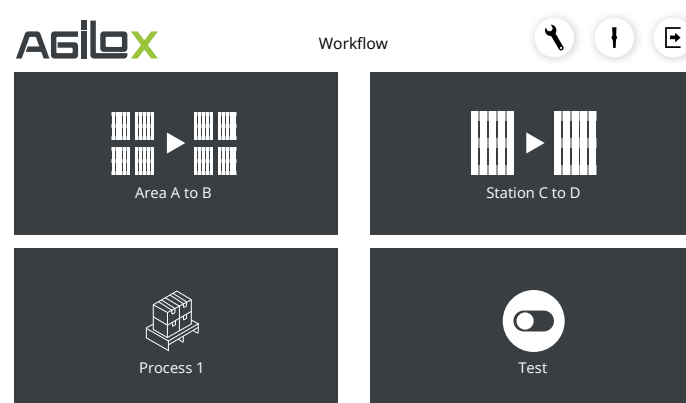 AGiLOX
Workflow
Area A to B
Station C to D
Process 1
Test